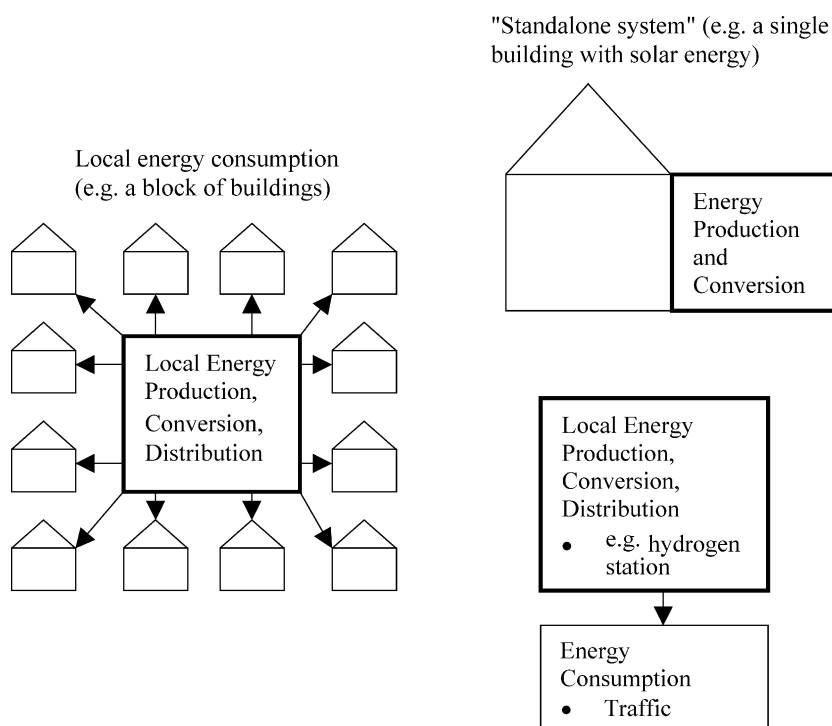 "Standalone system" (e.g. a single
building with solar energy)
Local energy consumption
(e.g. a block of buildings)
Energy
Production
and
Conversion
Local Energy
Production,
Conversion,
Distribution
Local Energy
Production,
Conversion,
Distribution
• e.g. hydrogen
station
Energy
Consumption
• Traffic